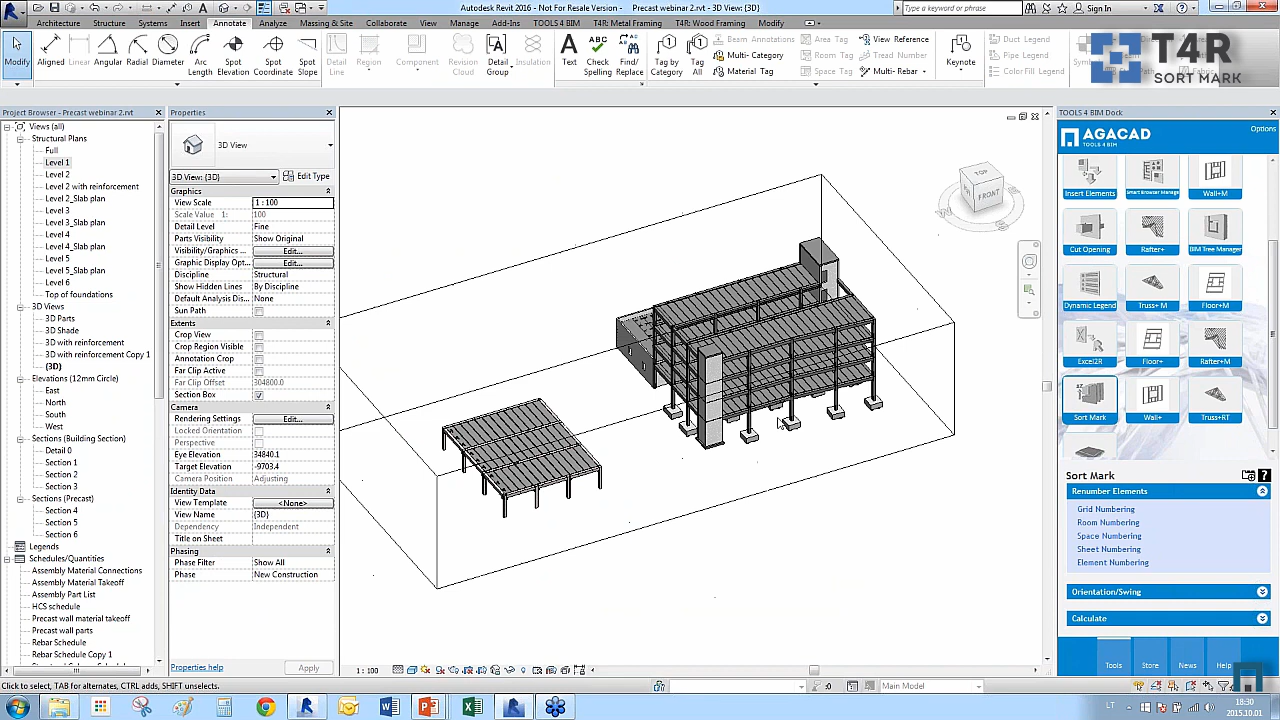 Autodesk Revit 2016 - Not For Resale Version - Precast webinar 2.rvt - 3D View: {3D}
Type a keyword or phrase
Sign In
Architecture Structure Systems Insert Annotate Analyze Massing & Site Collaborate View Manage Add-Ins TOOLS 4 BIM T4R: Metal Framing T4R: Wood Framing Modify
Modify
Aligned
Linear
Angular
Radial
Diameter
Arc Length
Spot Elevation
Spot Coordinate
Spot Slope
Detail Line
Region
Component
Revision Cloud
Detail Group
Insulation
Text
Check Spelling
Find/ Replace
Tag by Category
Tag All
Beam Annotations
Multi-Category
Material Tag
Area Tag
Room Tag
Space Tag
View Reference
Tread Number
Multi-Rebar
Keynote
Duct Legend
Pipe Legend
Color Fill Legend
T4R
SORT MARK
Project Browser - Precast webinar 2.rvt
Views (all)
Structural Plans
Full
Level 1
Level 2
Level 2 with reinforcement
Level 2_Slab plan
Level 3
Level 3_Slab plan
Level 4
Level 4_Slab plan
Level 5
Level 5_Slab plan
Level 6
Top of foundations
3D Views
3D Parts
3D Shade
3D with reinforcement
3D with reinforcement Copy 1
{3D}
Elevations (12mm Circle)
East
North
South
West
Sections (Building Section)
Detail 0
Section 1
Section 2
Section 3
Sections (Precast)
Section 4
Section 5
Section 6
Legends
Schedules/Quantities
Assembly Material Connections
Assembly Material Takeoff
Assembly Part List
HCS schedule
Precast wall material takeoff
Precast wall parts
Rebar Schedule
Rebar Schedule Copy 1
Properties
3D View
3D View: {3D} Edit Type
Graphics
View Scale 1 : 100
Scale Value 1: 100
Detail Level Fine
Parts Visibility Show Original
Visibility/Graphics ... Edit...
Graphic Display Opt... Edit...
Discipline Structural
Show Hidden Lines By Discipline
Default Analysis Dis... None
Sun Path
Extents
Crop View
Crop Region Visible
Annotation Crop
Far Clip Active
Far Clip Offset 304800.0
Section Box
Camera
Rendering Settings Edit...
Locked Orientation
Perspective
Eye Elevation 34840.1
Target Elevation -9703.4
Camera Position Adjusting
Identity Data
View Template <None>
View Name {3D}
Dependency Independent
Title on Sheet
Phasing
Phase Filter Show All
Phase New Construction
Properties help Apply
TOP
FRONT
1 : 100
TOOLS 4 BIM Dock
AGACAD
TOOLS 4 BIM
Options
Insert Elements Smart Browser Manage Wall+M
Cut Opening Rafter+ BIM Tree Manager
Dynamic Legend Truss+ M Floor+M
Excel2R Floor+ Rafter+M
Sort Mark Wall+ Truss+RT
Sort Mark
Renumber Elements
Grid Numbering
Room Numbering
Space Numbering
Sheet Numbering
Element Numbering
Orientation/Swing
Calculate
Tools Store News Help
Click to select, TAB for alternates, CTRL adds, SHIFT unselects.
:0
Main Model
LT
18:30
2015.10.01